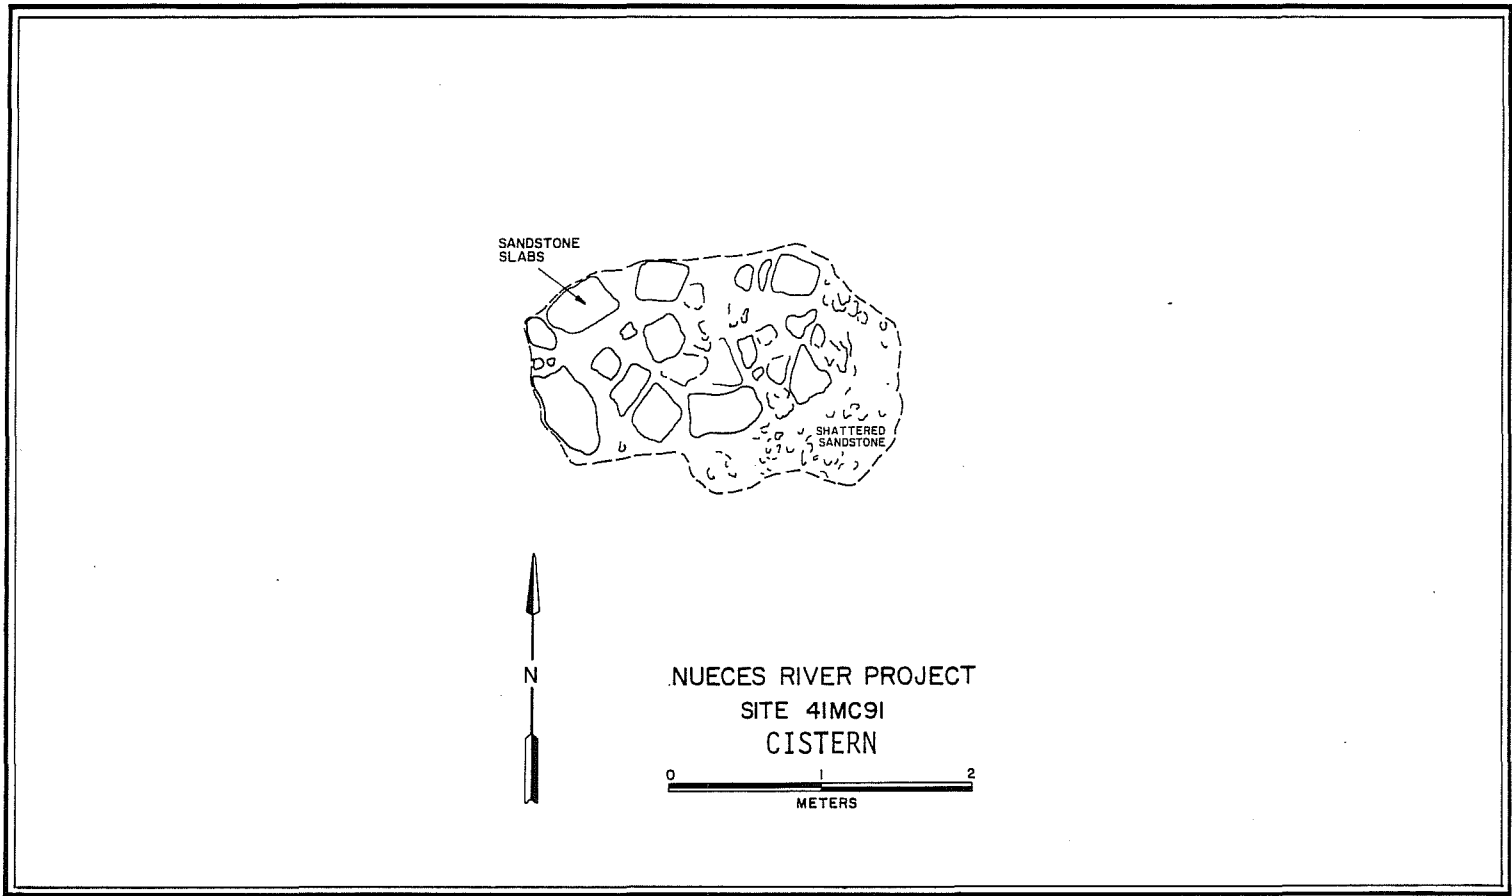 SANDSTONE
SLABS
SHATTERED
SANDSTONE
N
NUECES RIVER PROJECT
SITE 41MC91
CISTERN
0 1 2
METERS